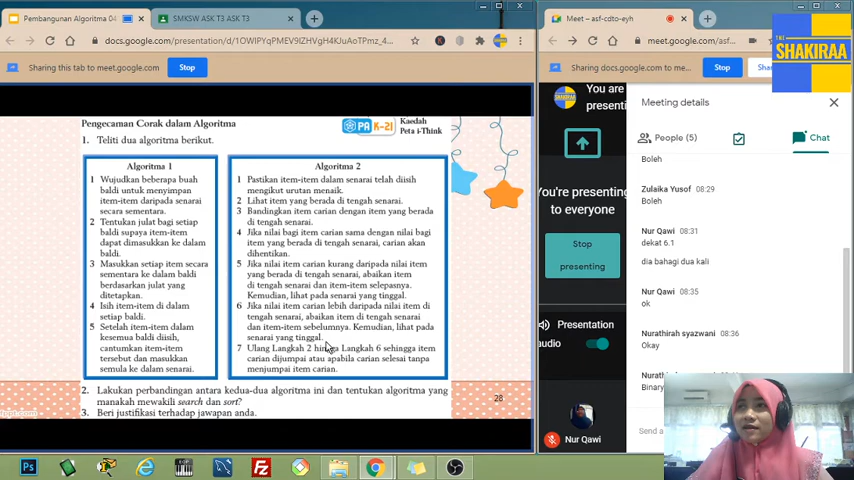 Pembangunan Algoritma 04
SMKSW ASK T3 ASK T3
Meet – asf-cdto-eyh
docs.google.com/presentation/d/1OWIPYqPMEV9lZHVgH4KJuAoTPmz_4...
meet.google.com/asf...
Sharing this tab to meet.google.com
Stop
Sharing docs.google.com to me...
Stop
Shar
THE
SHAKIRAA
Pengecaman Corak dalam Algoritma
PA K-21
Kaedah
Peta i-Think
1. Teliti dua algoritma berikut.
Algoritma 1
1 Wujudkan beberapa buah
baldi untuk menyimpan
item-item daripada senarai
secara sementara.
2 Tentukan julat bagi setiap
baldi supaya item-item
dapat dimasukkan ke dalam
baldi.
3 Masukkan setiap item secara
sementara ke dalam baldi
berdasarkan julat yang
ditetapkan.
4 Isih item-item di dalam
setiap baldi.
5 Setelah item-item dalam
kesemua baldi diisih,
cantumkan item-item
tersebut dan masukkan
semula ke dalam senarai.
Algoritma 2
1 Pastikan item-item dalam senarai telah diisih
mengikut urutan menaik.
2 Lihat item yang berada di tengah senarai.
3 Bandingkan item carian dengan item yang berada
di tengah senarai.
4 Jika nilai bagi item carian sama dengan nilai bagi
item yang berada di tengah senarai, carian akan
dihentikan.
5 Jika nilai item carian kurang daripada nilai item
yang berada di tengah senarai, abaikan item
di tengah senarai dan item-item selepasnya.
Kemudian, lihat pada senarai yang tinggal.
6 Jika nilai item carian lebih daripada nilai item di
tengah senarai, abaikan item di tengah senarai
dan item-item sebelumnya. Kemudian, lihat pada
senarai yang tinggal.
7 Ulang Langkah 2 hingga Langkah 6 sehingga item
carian dijumpai atau apabila carian selesai tanpa
menjumpai item carian.
2. Lakukan perbandingan antara kedua-dua algoritma ini dan tentukan algoritma yang
manakah mewakili search dan sort?
3. Beri justifikasi terhadap jawapan anda.
28
You are
presenti
You're presenting
to everyone
Stop
presenting
Presentation
audio
Nur Qawi
Meeting details
People (5)
Chat
Boleh
Zulaika Yusof 08:29
Boleh
Nur Qawi 08:31
dekat 6.1
dia bahagi dua kali
Nur Qawi 08:35
ok
Nurathirah syazwani 08:36
Okay
Nurathira
Binary
Send a